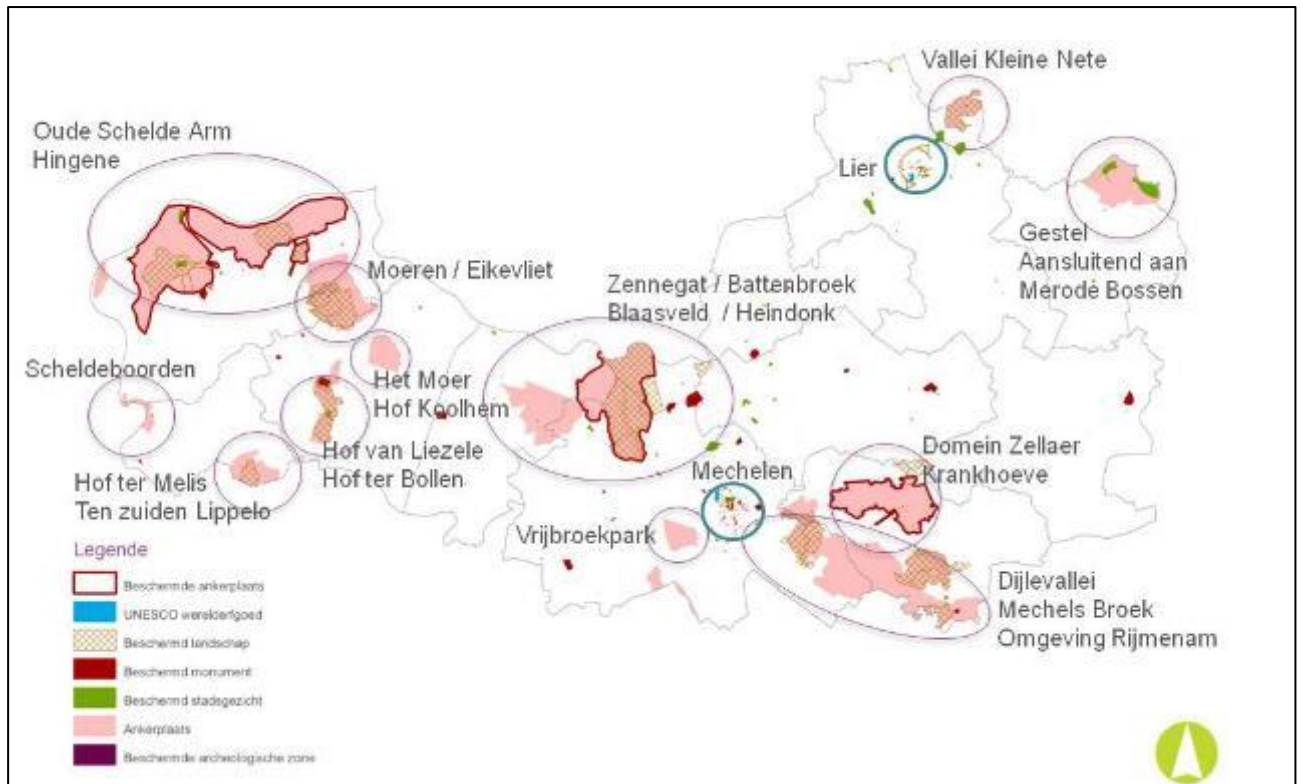 Vallei Kleine Nete
Oude Schelde Arm
Hingene
Lier
Gestel
Aansluitend aan
Merode Bossen
Moeren / Eikevliet
Zennegat / Battenbroek
Blaasveld / Heindonk
Scheldeboorden
Het Moer
Hof Koolhem
Hof van Liezele
Hof ter Bollen
Domein Zellaer
Krankhoeve
Mechelen
Hof ter Melis
Ten zuiden Lippelo
Vrijbroekpark
Dijlevallei
Mechels Broek
Omgeving Rijmenam
Legende
Beschermde ankerplaats
UNESCO werelderfgoed
Beschermd landschap
Beschermd monument
Beschermd stadsgezicht
Ankerplaats
Beschermde archeologische zone